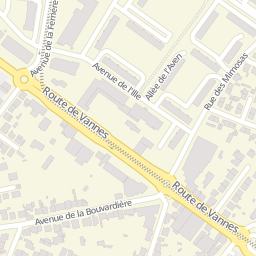 Avenue de la Ferrière
Avenue de l'Ille
Allée de l'Aven
Rue des Mimosas
Route de Vannes
Route de Vannes
Avenue de la Bouvardière